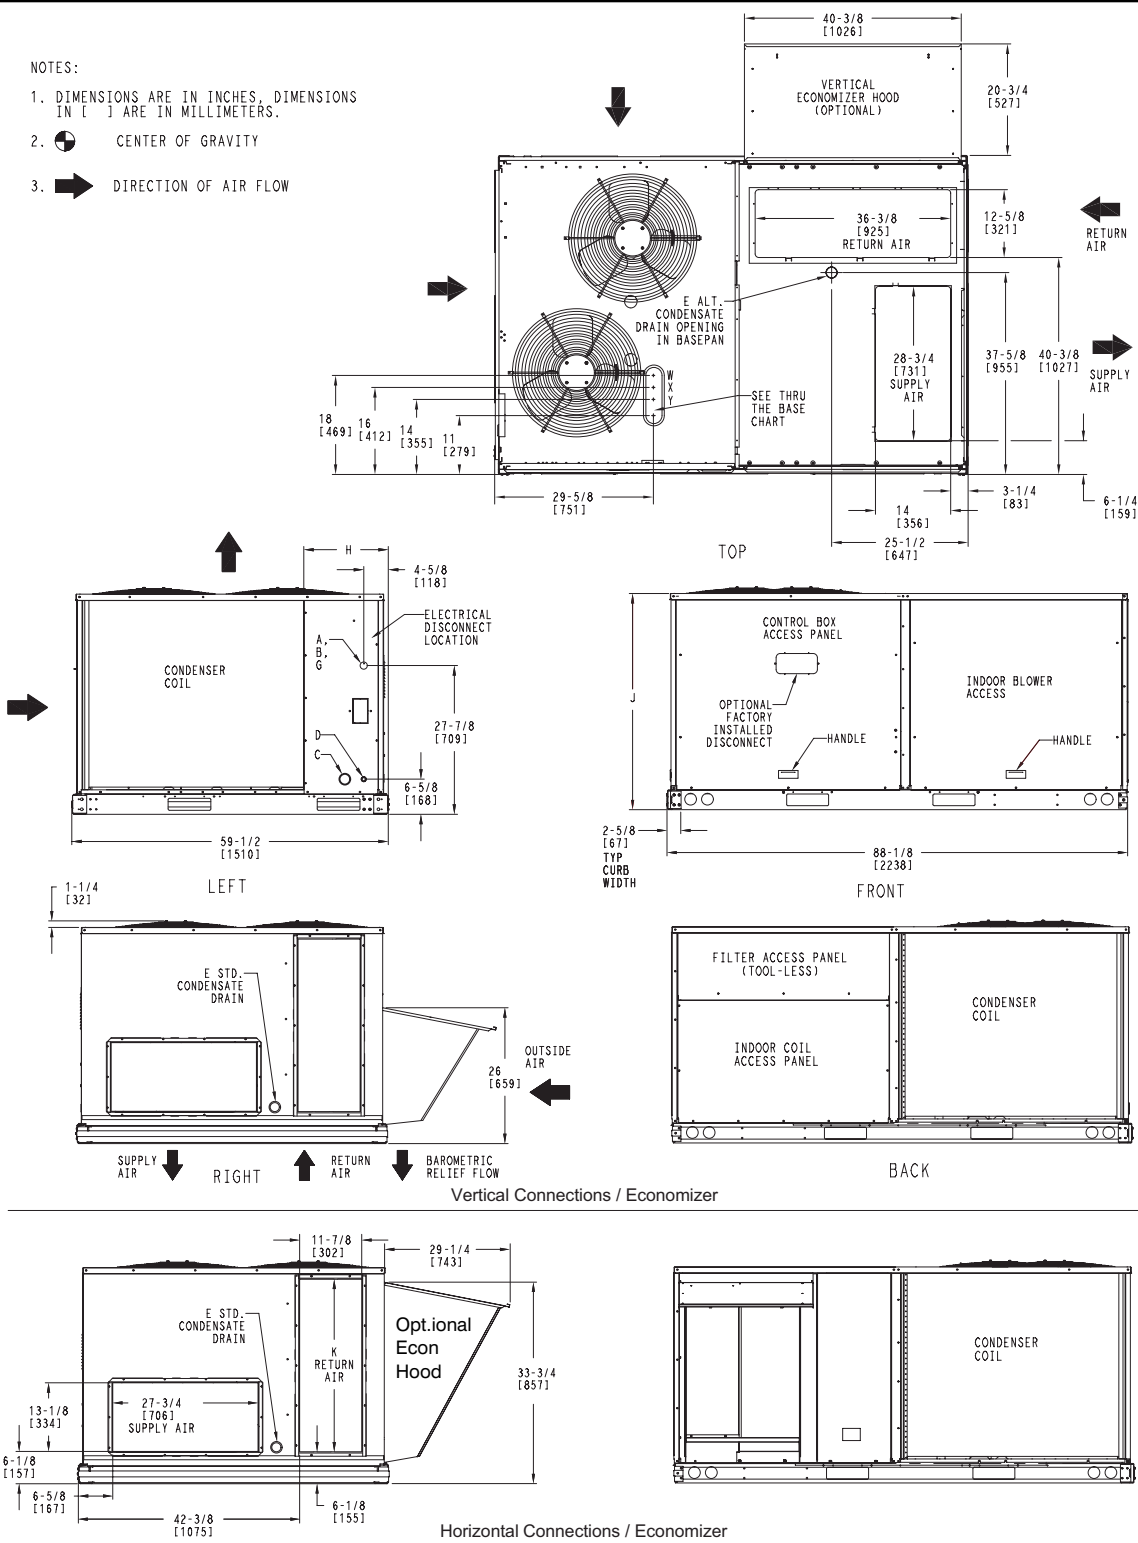 NOTES:
1. DIMENSIONS ARE IN INCHES, DIMENSIONS
IN [ ] ARE IN MILLIMETERS.
2. CENTER OF GRAVITY
3. DIRECTION OF AIR FLOW
40-3/8
[1026]
VERTICAL
ECONOMIZER HOOD
(OPTIONAL)
20-3/4
[527]
36-3/8
[925]
RETURN AIR
12-5/8
[321]
RETURN
AIR
E ALT.
CONDENSATE
DRAIN OPENING
IN BASEPAN
28-3/4
[731]
SUPPLY
AIR
37-5/8
[955]
40-3/8
[1027]
SUPPLY
AIR
W
X
Y
SEE THRU
THE BASE
CHART
18
[469]
16
[412]
14
[355]
11
[279]
29-5/8
[751]
14
[356]
3-1/4
[83]
6-1/4
[159]
25-1/2
[647]
TOP
H
4-5/8
[118]
ELECTRICAL
DISCONNECT
LOCATION
A,
B,
G
CONDENSER
COIL
D
C
27-7/8
[709]
6-5/8
[168]
59-1/2
[1510]
LEFT
CONTROL BOX
ACCESS PANEL
J
OPTIONAL
FACTORY
INSTALLED
DISCONNECT
HANDLE
INDOOR BLOWER
ACCESS
HANDLE
2-5/8
[67]
TYP
CURB
WIDTH
88-1/8
[2238]
FRONT
1-1/4
[32]
E STD.
CONDENSATE
DRAIN
26
[659]
OUTSIDE
AIR
SUPPLY
AIR
RIGHT
RETURN
AIR
BAROMETRIC
RELIEF FLOW
FILTER ACCESS PANEL
(TOOL-LESS)
INDOOR COIL
ACCESS PANEL
CONDENSER
COIL
BACK
Vertical Connections / Economizer
11-7/8
[302]
29-1/4
[743]
E STD.
CONDENSATE
DRAIN
K
RETURN
AIR
Opt.ional
Econ
Hood
33-3/4
[857]
13-1/8
[334]
27-3/4
[706]
SUPPLY AIR
6-1/8
[157]
6-5/8
[167]
6-1/8
[155]
42-3/8
[1075]
CONDENSER
COIL
Horizontal Connections / Economizer